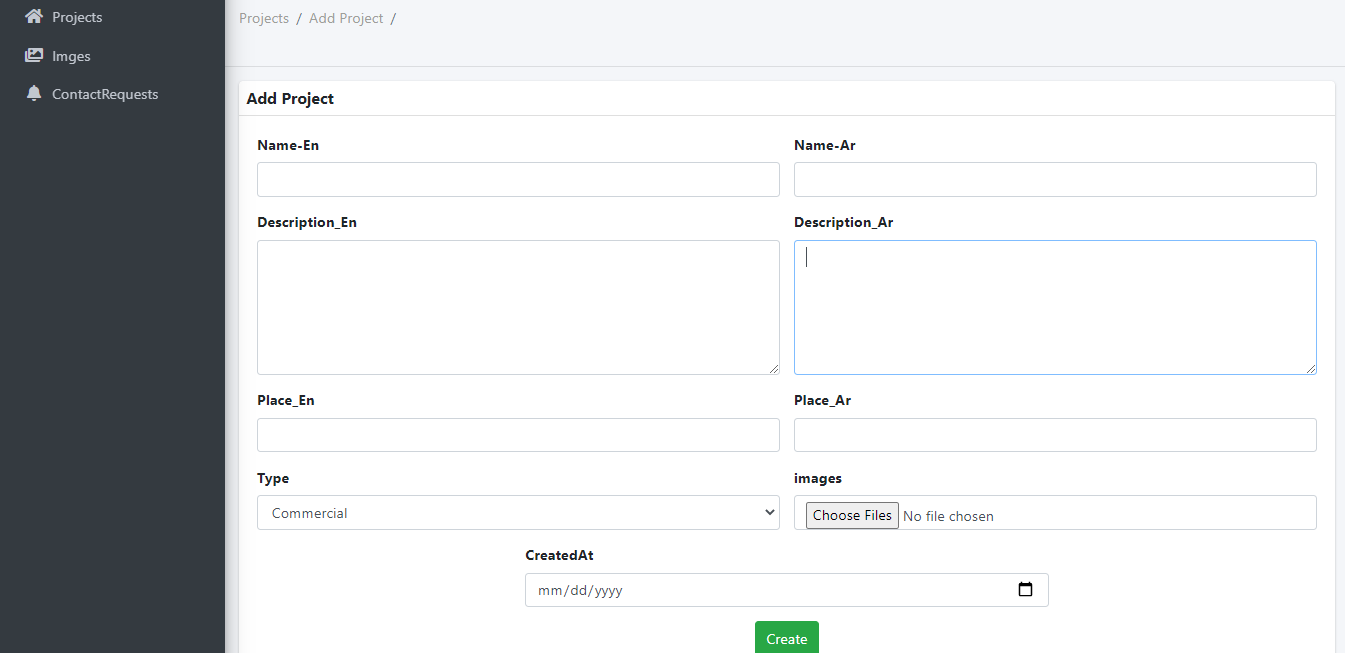 Projects
Imges
ContactRequests
Projects / Add Project /
Add Project
Name-En
Name-Ar
Description_En
Description_Ar
Place_En
Place_Ar
Type
images
Commercial
Choose Files No file chosen
CreatedAt
mm/dd/yyyy
Create